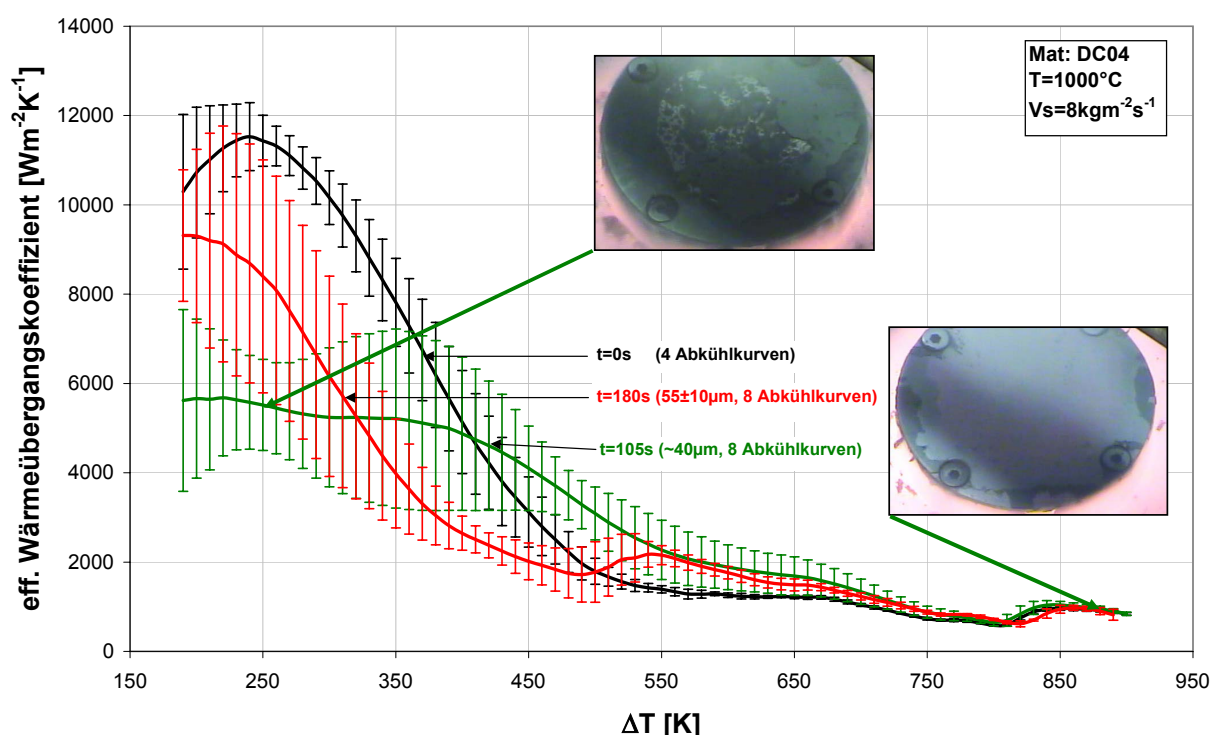 14000
12000
10000
8000
6000
4000
2000
0
eff. Wärmeübergangskoeffizient [Wm-2K-1]
Mat: DC04
T=1000°C
Vs=8kgm-2s-1
t=0s (4 Abkühlkurven)
t=180s (55±10µm, 8 Abkühlkurven)
t=105s (~40µm, 8 Abkühlkurven)
150 250 350 450 550 650 750 850 950
ΔT [K]